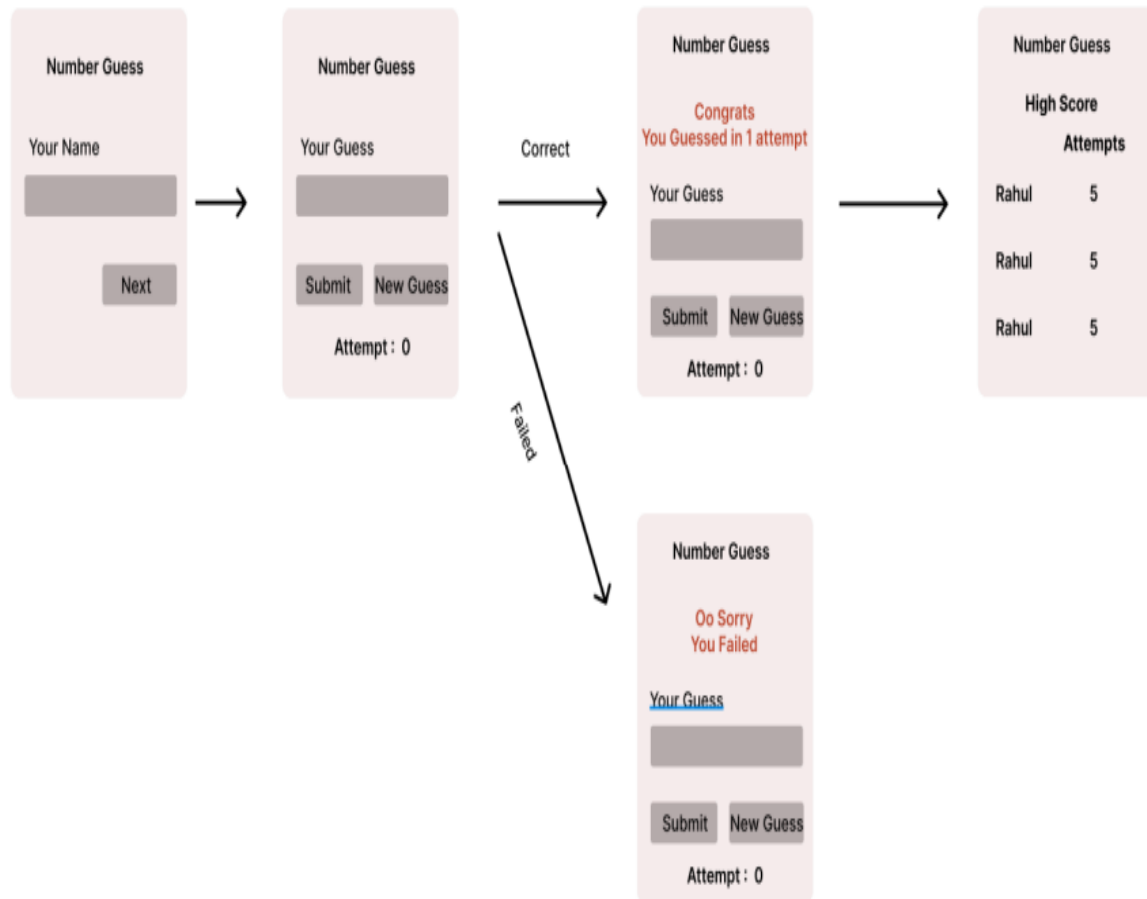 Number Guess
Your Name
Next
Number Guess
Your Guess
Submit New Guess
Attempt : 0
Correct
Failed
Number Guess
Congrats
You Guessed in 1 attempt
Your Guess
Submit New Guess
Attempt : 0
Number Guess
High Score
Attempts
Rahul 5
Rahul 5
Rahul 5
Number Guess
Oo Sorry
You Failed
Your Guess
Submit New Guess
Attempt : 0